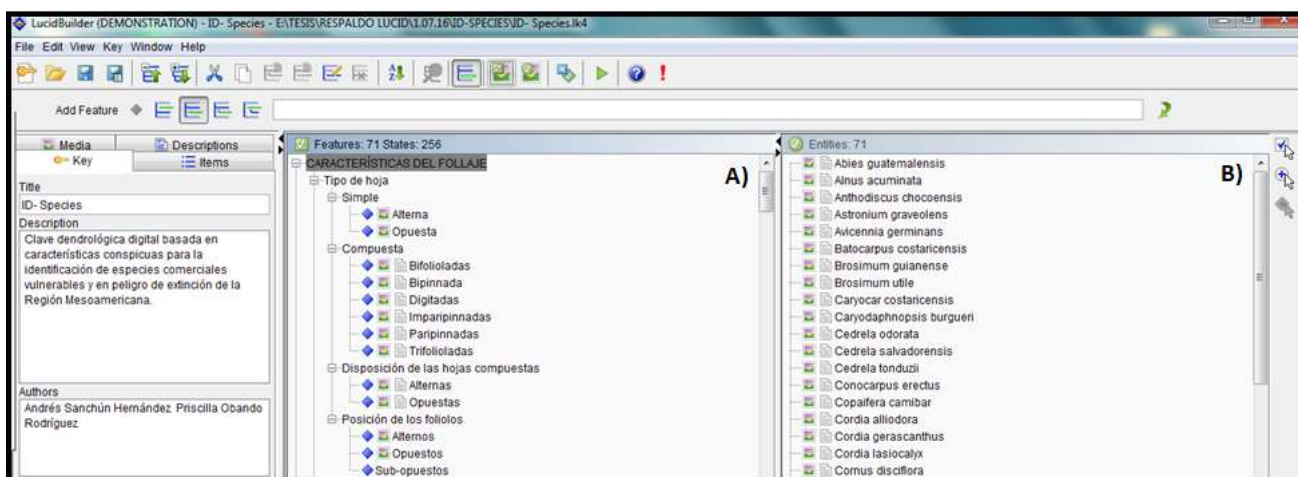 LucidBuilder (DEMONSTRATION) - ID- Species - E:\TESIS\RESPALDO LUCID\1.07.16\ID-SPECIES\ID- Species.lk4
File Edit View Key Window Help
Add Feature
Media
Descriptions
Key
Items
Title
ID- Species
Description
Clave dendrológica digital basada en
características conspicuas para la
identificación de especies comerciales
vulnerables y en peligro de extinción de la
Región Mesoamericana.
Authors
Andrés Sanchún Hernández Priscilla Obando
Rodríguez
Features: 71 States: 256
A)
CARACTERÍSTICAS DEL FOLLAJE
Tipo de hoja
Simple
Alterna
Opuesta
Compuesta
Bifolioladas
Bipinnada
Digitadas
Imparipinnadas
Paripinnadas
Trifolioladas
Disposición de las hojas compuestas
Alternas
Opuestas
Posición de los foliolos
Alternos
Opuestos
Sub-opuestos
Entities: 71
B)
Abies guatemalensis
Alnus acuminata
Anthodiscus chocoensis
Astronium graveolens
Avicennia germinans
Batocarpus costaricensis
Brosimum guianense
Brosimum utile
Caryocar costaricensis
Caryodaphnopsis burgueri
Cedrela odorata
Cedrela salvadorensis
Cedrela tonduzii
Conocarpus erectus
Copaifera camibar
Cordia alliodora
Cordia gerascanthus
Cordia lasiocalyx
Cornus disciflora